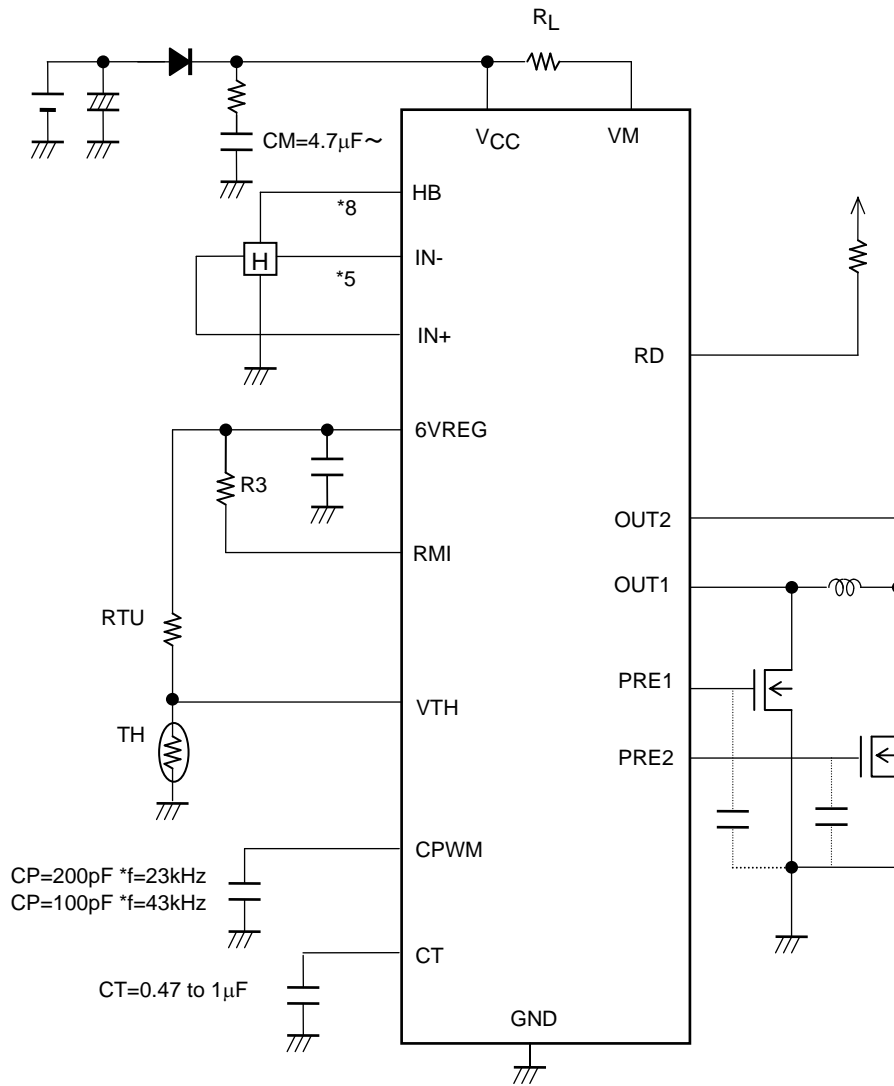 RL
CM=4.7μF~
VCC
VM
HB
*8
IN-
H
*5
IN+
RD
6VREG
R3
OUT2
RMI
OUT1
RTU
PRE1
VTH
TH
PRE2
CPWM
CP=200pF *f=23kHz
CP=100pF *f=43kHz
CT
CT=0.47 to 1μF
GND